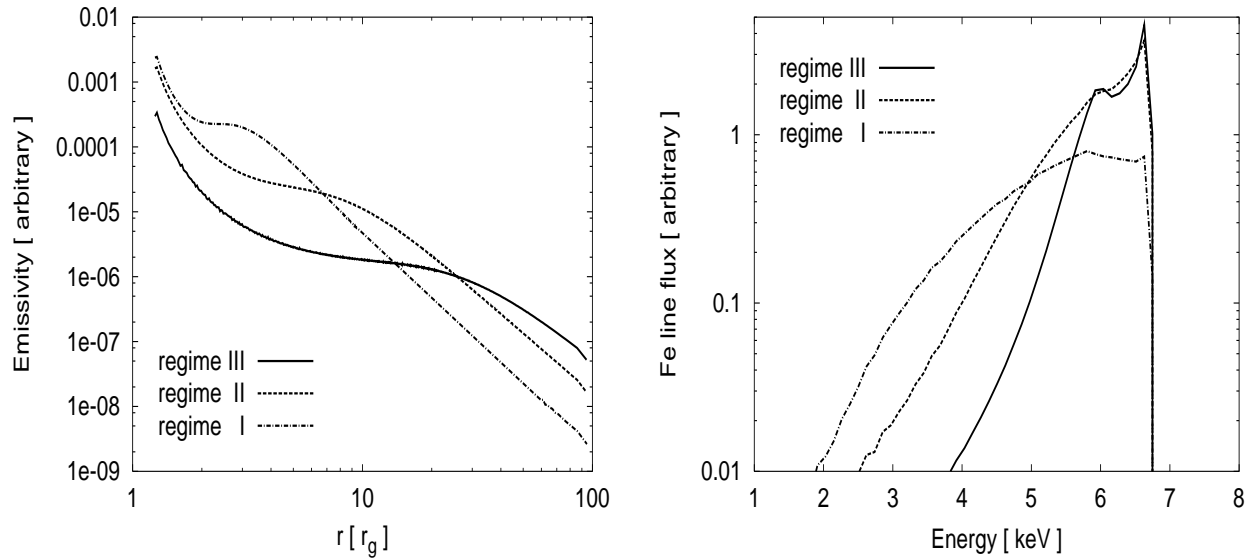 0.01
0.001
0.0001
1e-05
1e-06
1e-07
1e-08
1e-09
Emissivity [ arbitrary]
regime III
regime II
regime I
1
10
100
r [ r_g ]
regime III
regime II
regime I
1
0.1
0.01
Fe line flux [ arbitrary]
1 2 3 4 5 6 7 8
Energy [ keV ]